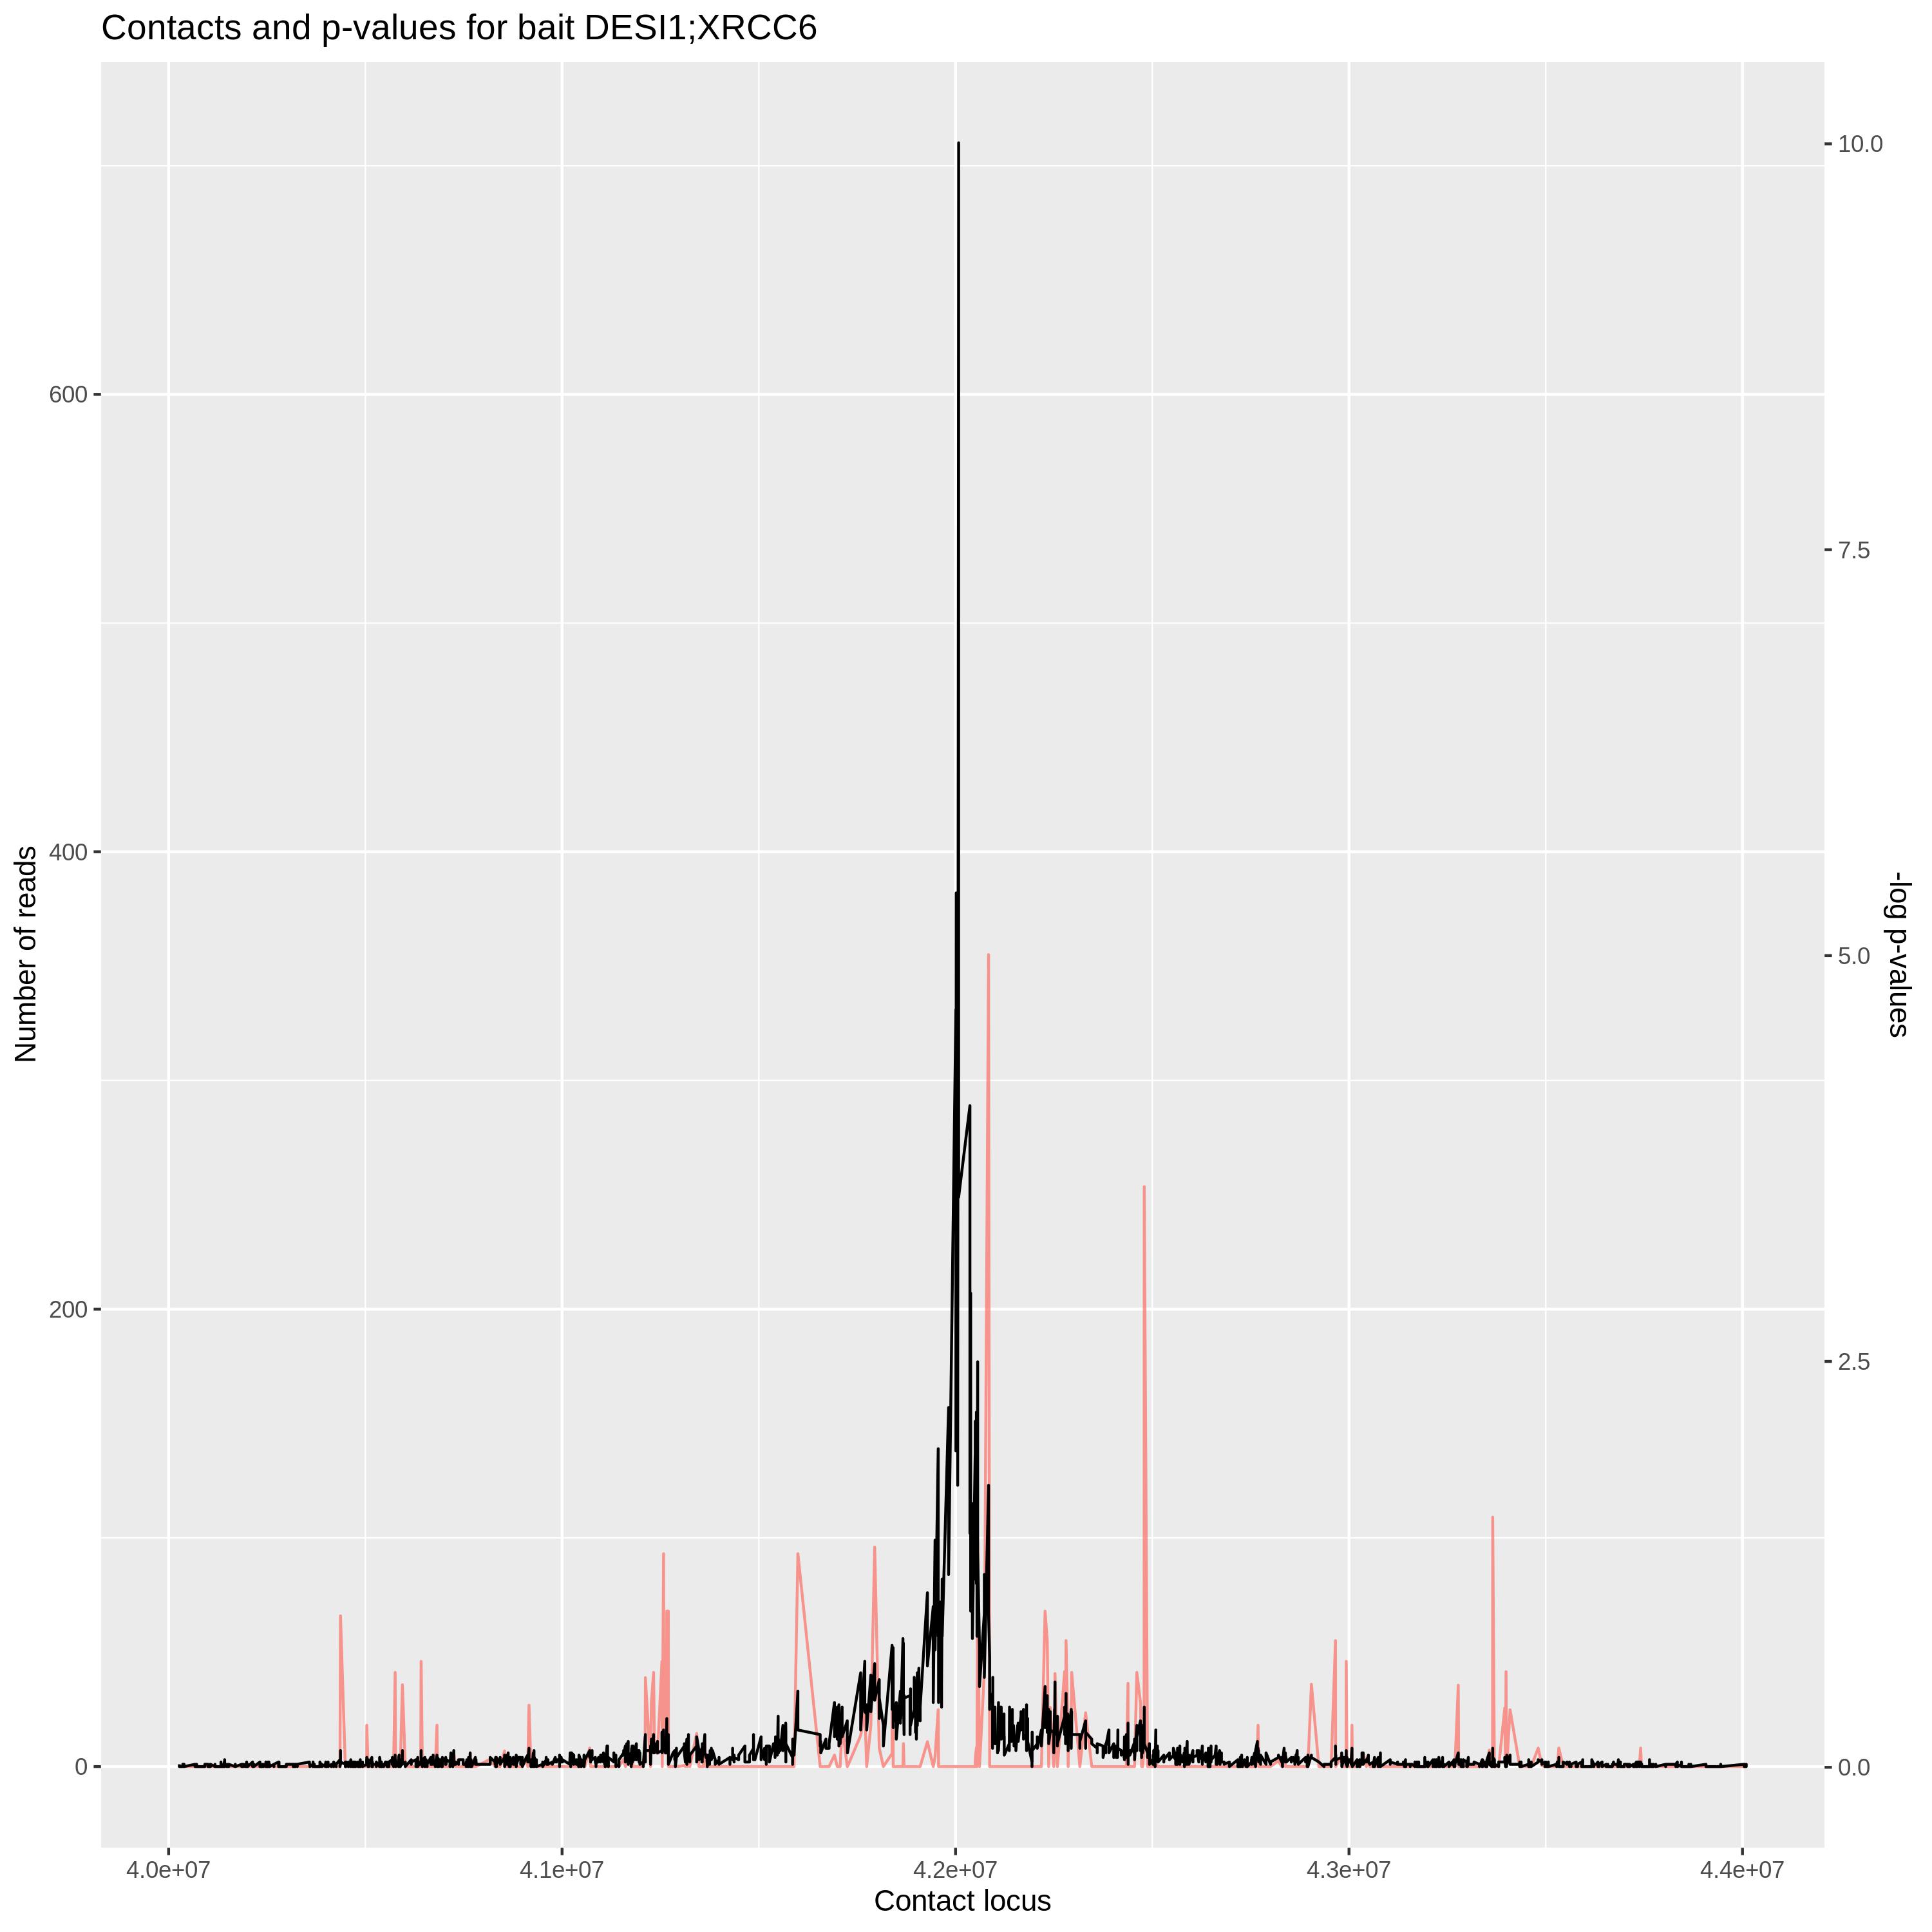 Contacts and p-values for bait DESI1;XRCC6
Number of reads
600
400
200
0
10.0
7.5
5.0
2.5
0.0
-log p-values
4.0e+07
4.1e+07
4.2e+07
4.3e+07
4.4e+07
Contact locus